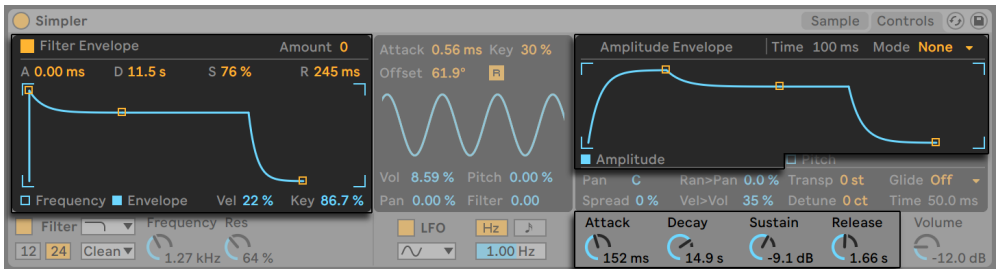 Simpler
Sample Controls
Filter Envelope Amount 0
A 0.00 ms D 11.5 s S 76 % R 245 ms
Frequency Envelope Vel 22 % Key 86.7 %
Attack 0.56 ms Key 30 %
Offset 61.9° R
Vol 8.59 % Pitch 0.00 %
Pan 0.00 % Filter 0.00
Amplitude Envelope Time 100 ms Mode None
Amplitude Pitch
Pan C Ran>Pan 0.0 % Transp 0 st Glide Off
Spread 0 % Vel>Vol 35 % Detune 0 ct Time 50.0 ms
Filter Frequency Res
12 24 Clean 1.27 kHz 64 %
LFO Hz ♪
1.00 Hz
Attack Decay Sustain Release Volume
152 ms 14.9 s -9.1 dB 1.66 s -12.0 dB